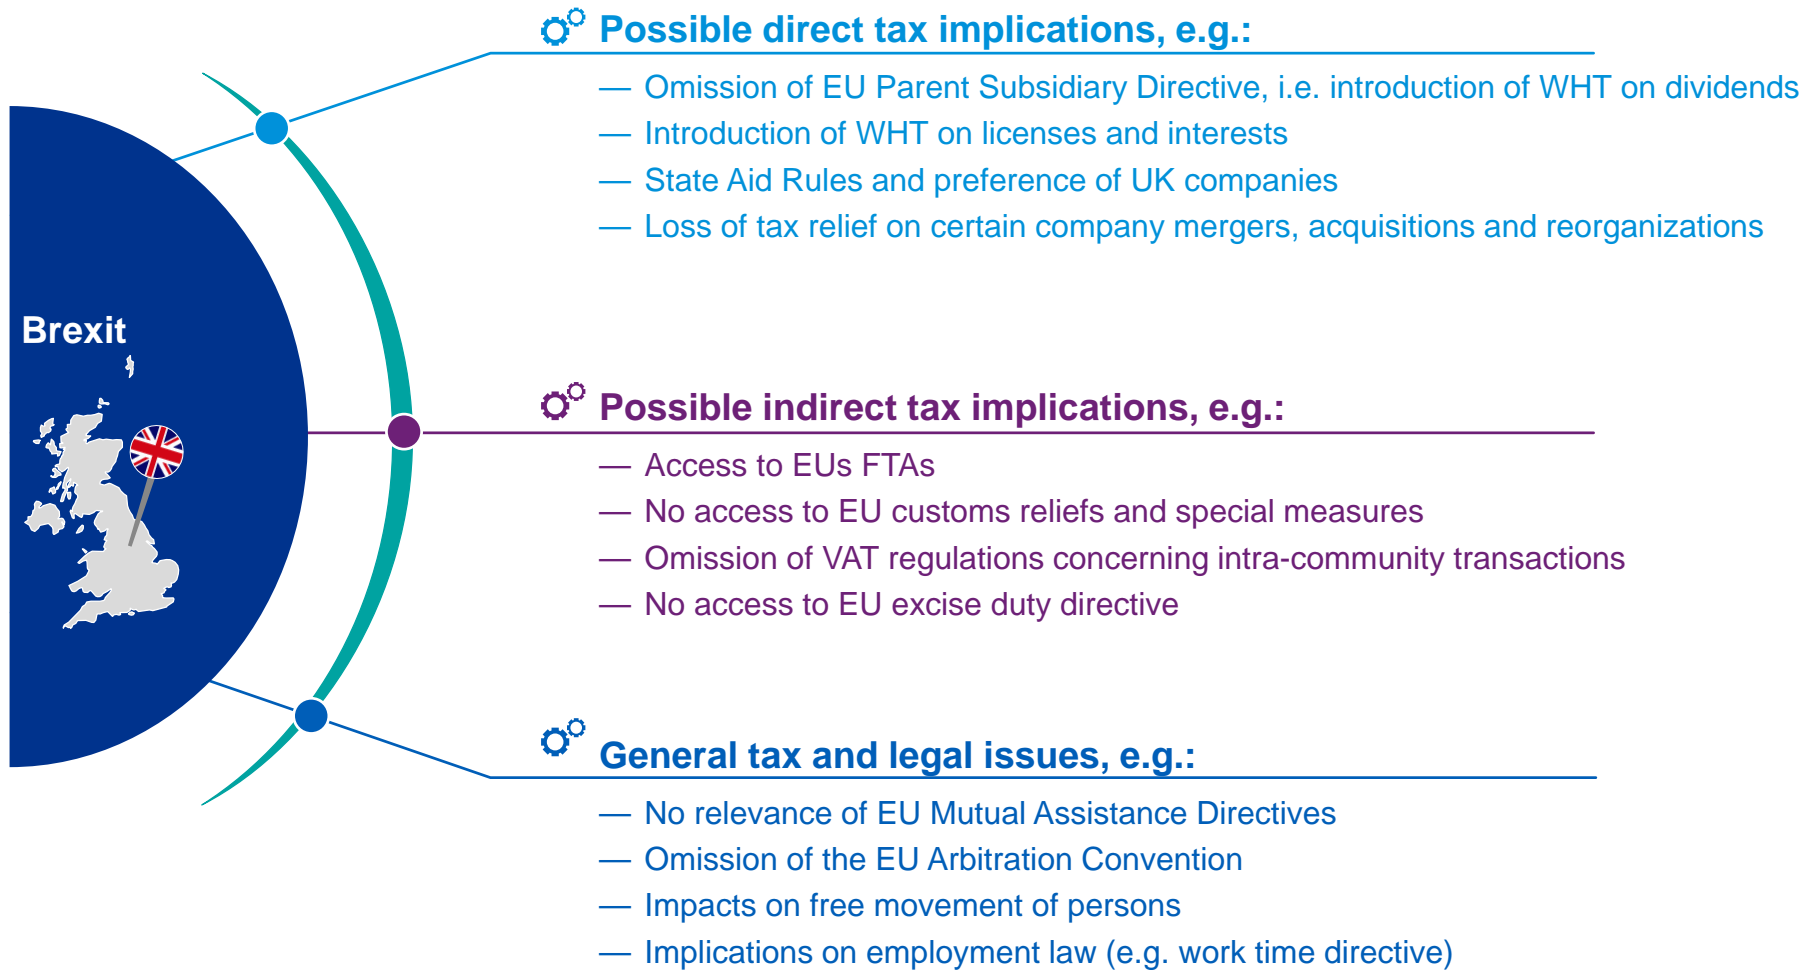 Possible direct tax implications, e.g.:
— Omission of EU Parent Subsidiary Directive, i.e. introduction of WHT on dividends
— Introduction of WHT on licenses and interests
— State Aid Rules and preference of UK companies
— Loss of tax relief on certain company mergers, acquisitions and reorganizations
Brexit
Possible indirect tax implications, e.g.:
— Access to EUs FTAs
— No access to EU customs reliefs and special measures
— Omission of VAT regulations concerning intra-community transactions
— No access to EU excise duty directive
General tax and legal issues, e.g.:
— No relevance of EU Mutual Assistance Directives
— Omission of the EU Arbitration Convention
— Impacts on free movement of persons
— Implications on employment law (e.g. work time directive)